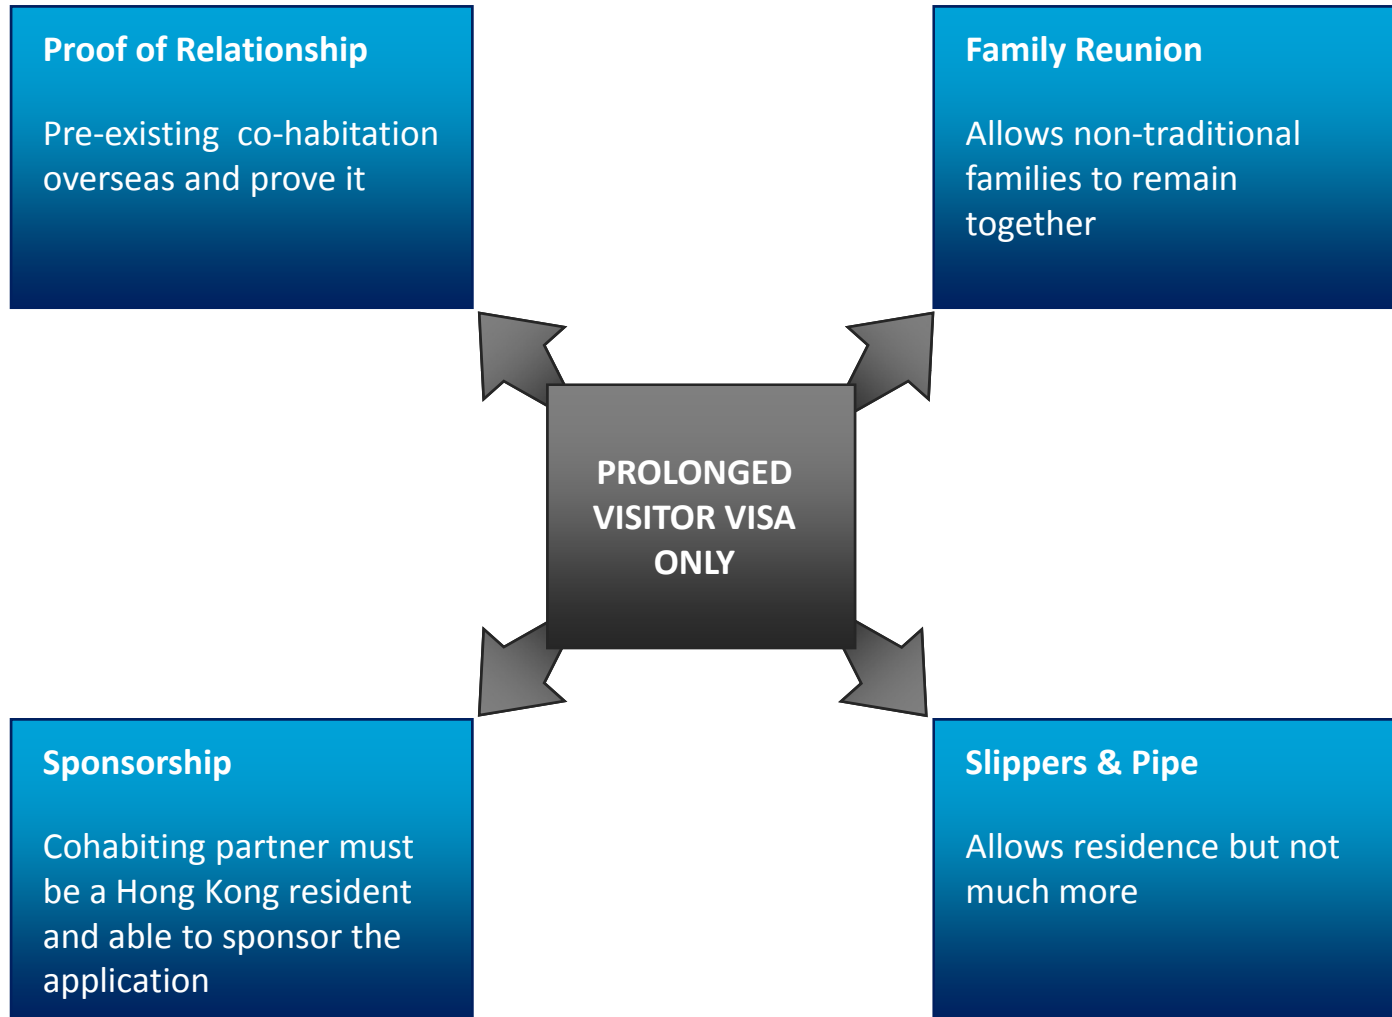 Proof of Relationship
Pre-existing co-habitation
overseas and prove it
Family Reunion
Allows non-traditional
families to remain
together
PROLONGED
VISITOR VISA
ONLY
Sponsorship
Cohabiting partner must
be a Hong Kong resident
and able to sponsor the
application
Slippers & Pipe
Allows residence but not
much more